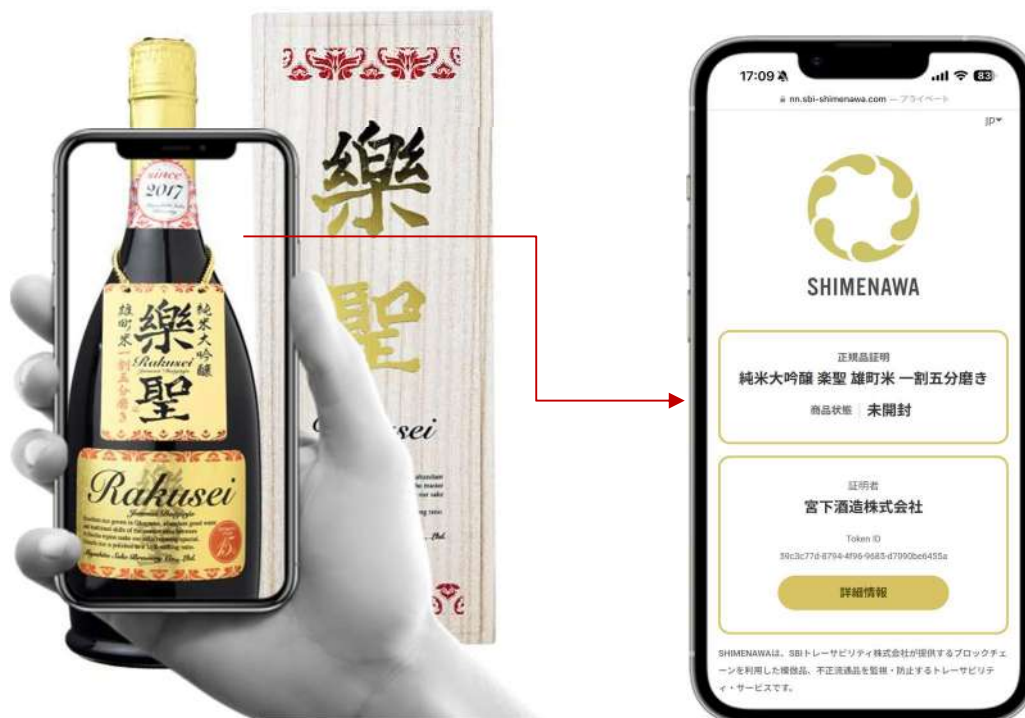 since
2017
純米大吟醸
樂聖
Rakusei
雄町米一割五分磨き
Rakusei
Junmai Daiginjo
15
樂
聖
sei
17:09
83
nn.sbi-shimenawa.com — プライベート
JP
SHIMENAWA
正規品証明
純米大吟醸 楽聖 雄町米 一割五分磨き
商品状態 未開封
証明者
宮下酒造株式会社
Token ID
59c3c77d-8794-4f96-9685-d7090be6455a
詳細情報
SHIMENAWAは、SBIトレーサビリティ株式会社が提供するブロックチェ
ーンを利用した模倣品、不正流通品を監視・防止するトレーサビリテ
ィ・サービスです。